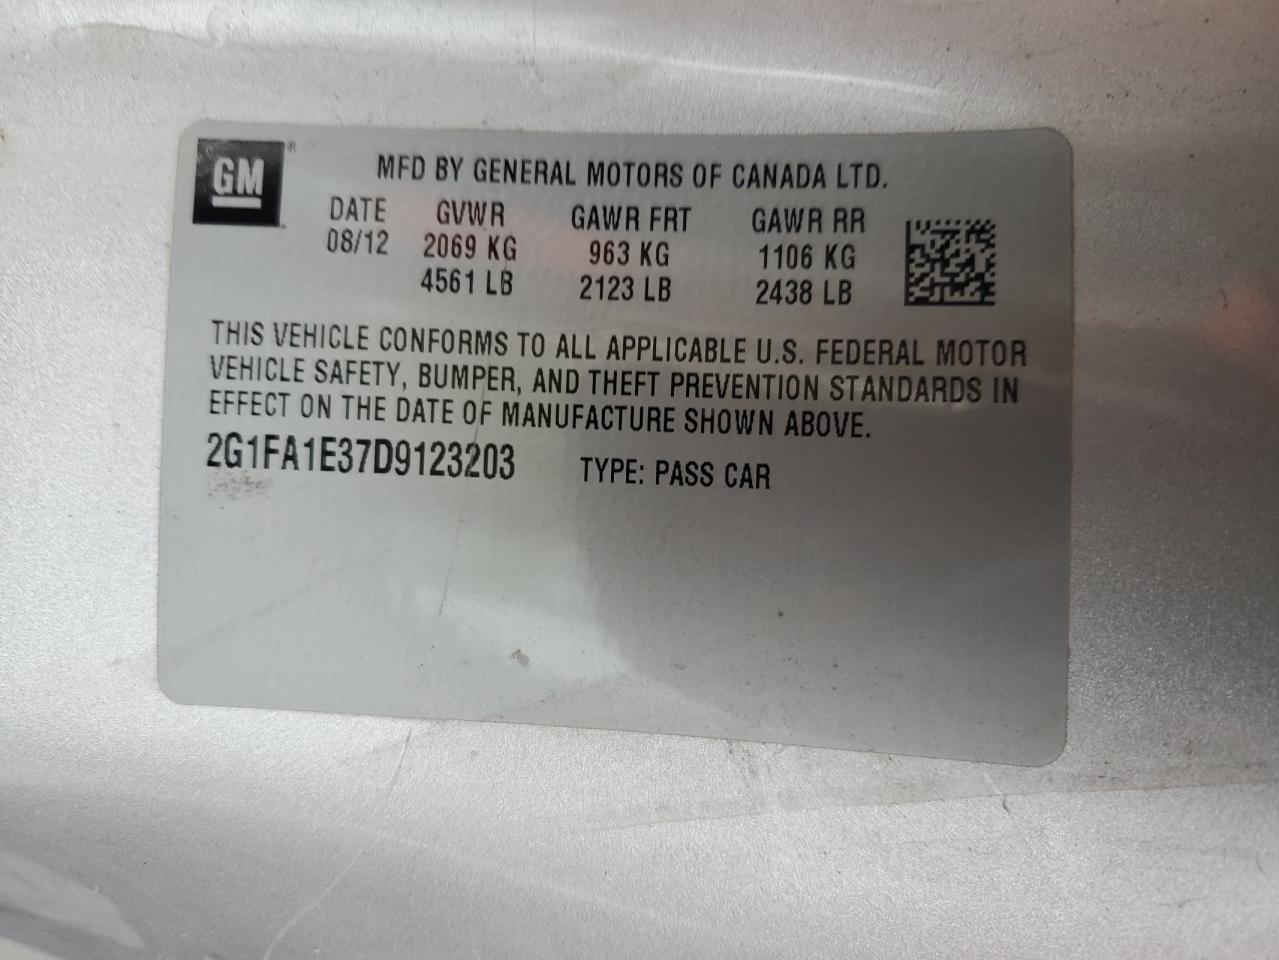 GM
MFD BY GENERAL MOTORS OF CANADA LTD.
DATE GVWR GAWR FRT GAWR RR
08/12 2069 KG 963 KG 1106 KG
4561 LB 2123 LB 2438 LB
THIS VEHICLE CONFORMS TO ALL APPLICABLE U.S. FEDERAL MOTOR
VEHICLE SAFETY, BUMPER, AND THEFT PREVENTION STANDARDS IN
EFFECT ON THE DATE OF MANUFACTURE SHOWN ABOVE.
2G1FA1E37D9123203 TYPE: PASS CAR